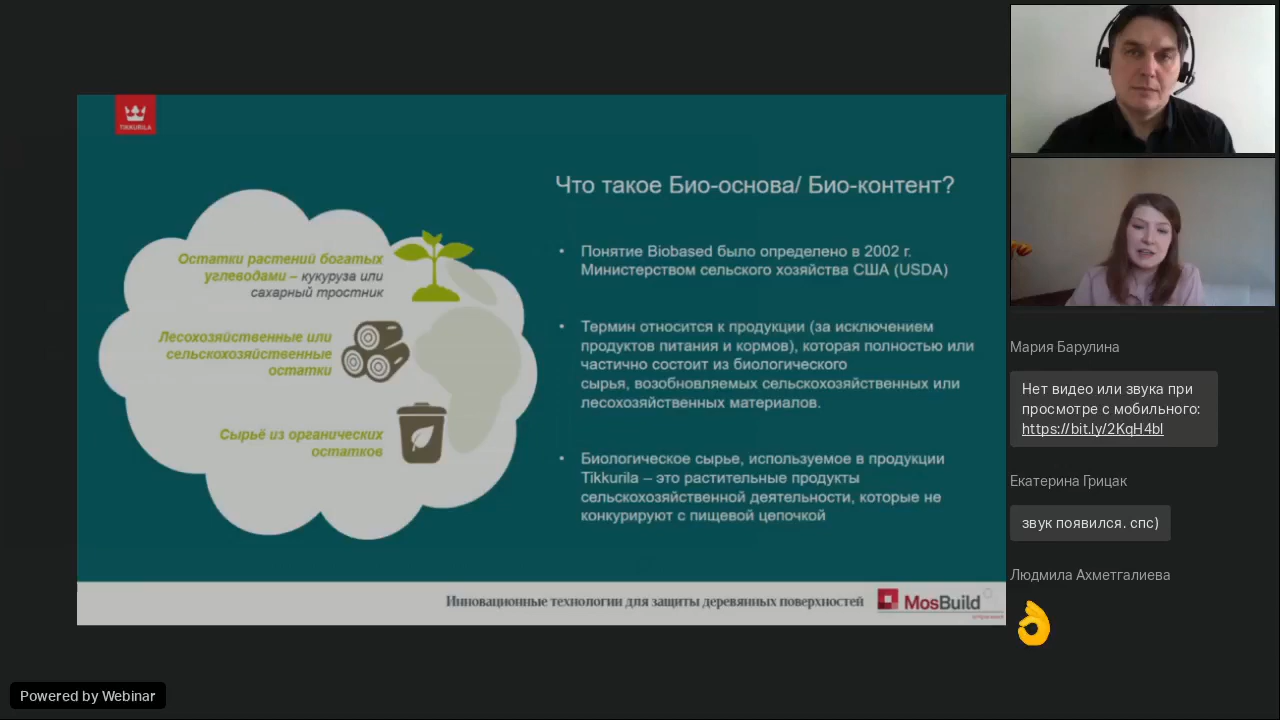 TIKKURILA
Что такое Био-основа/ Био-контент?
Остатки растений богатых
углеводами – кукуруза или
сахарный тростник
Лесохозяйственные или
сельскохозяйственные
остатки
Сырьё из органических
остатков
• Понятие Biobased было определено в 2002 г.
Министерством сельского хозяйства США (USDA)
• Термин относится к продукции (за исключением
продуктов питания и кормов), которая полностью или
частично состоит из биологического
сырья, возобновляемых сельскохозяйственных или
лесохозяйственных материалов.
• Биологическое сырье, используемое в продукции
Tikkurila – это растительные продукты
сельскохозяйственной деятельности, которые не
конкурируют с пищевой цепочкой
Инновационные технологии для защиты деревянных поверхностей
MosBuild
Мария Барулина
Нет видео или звука при
просмотре с мобильного:
https://bit.ly/2KqH4bl
Екатерина Грицак
звук появился. спс)
Людмила Ахметгалиева
Powered by Webinar